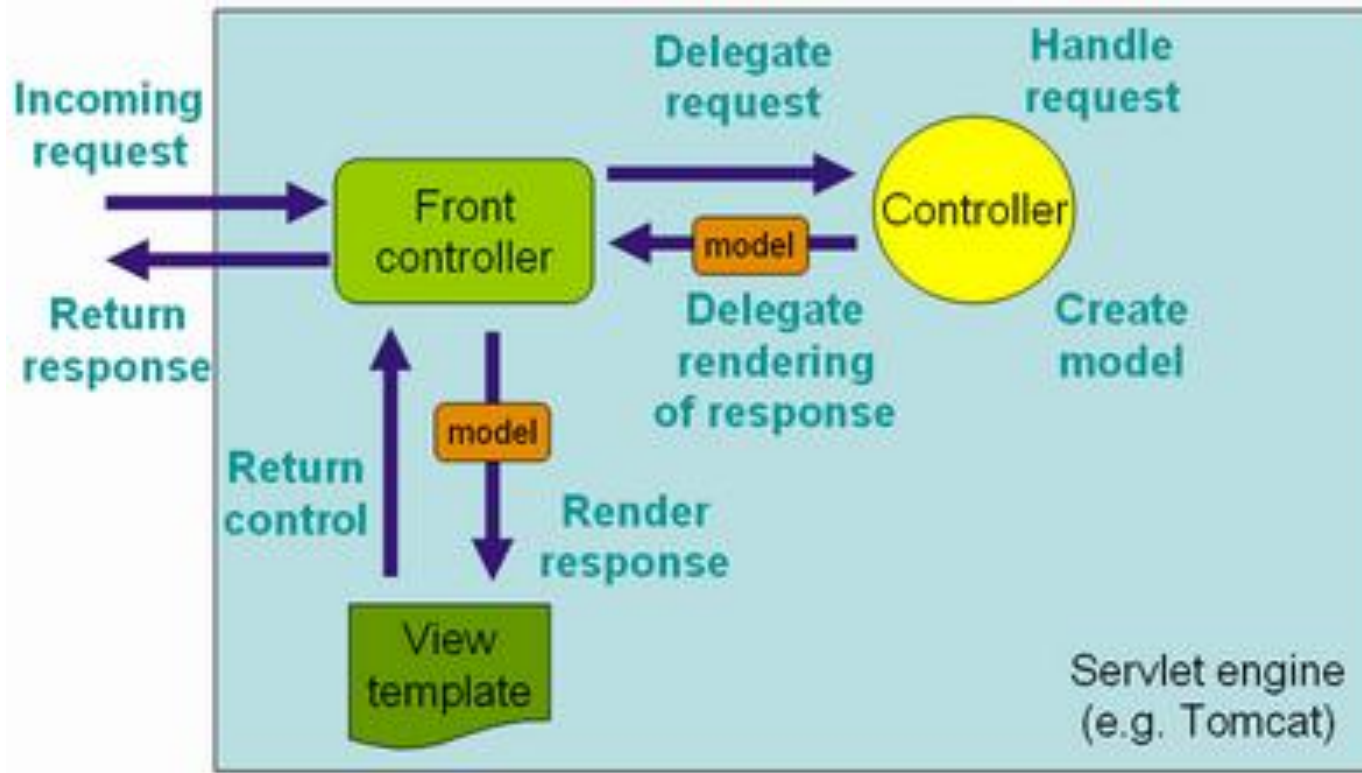 Incoming
request
Return
response
Front
controller
Delegate
request
Handle
request
Controller
model
Delegate
rendering
of response
Create
model
model
Return
control
Render
response
View
template
Servlet engine
(e.g. Tomcat)